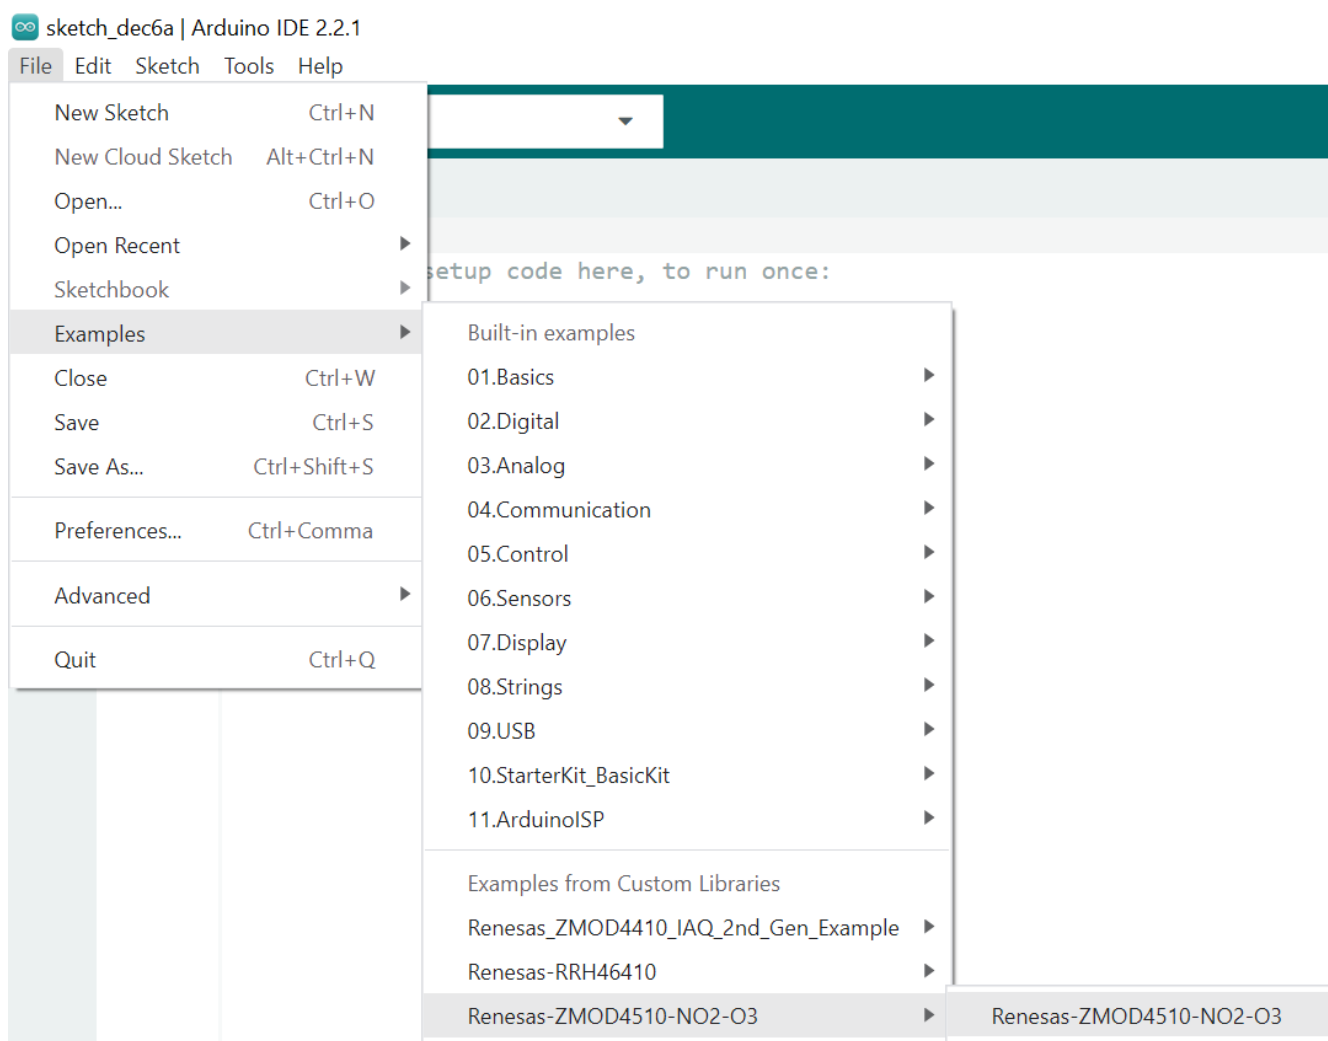 sketch_dec6a | Arduino IDE 2.2.1
File Edit Sketch Tools Help
New Sketch Ctrl+N
New Cloud Sketch Alt+Ctrl+N
Open... Ctrl+O
Open Recent
Sketchbook
Examples
Close Ctrl+W
Save Ctrl+S
Save As... Ctrl+Shift+S
Preferences... Ctrl+Comma
Advanced
Quit Ctrl+Q
setup code here, to run once:
Built-in examples
01.Basics
02.Digital
03.Analog
04.Communication
05.Control
06.Sensors
07.Display
08.Strings
09.USB
10.StarterKit_BasicKit
11.ArduinoISP
Examples from Custom Libraries
Renesas_ZMOD4410_IAQ_2nd_Gen_Example
Renesas-RRH46410
Renesas-ZMOD4510-NO2-O3
Renesas-ZMOD4510-NO2-O3